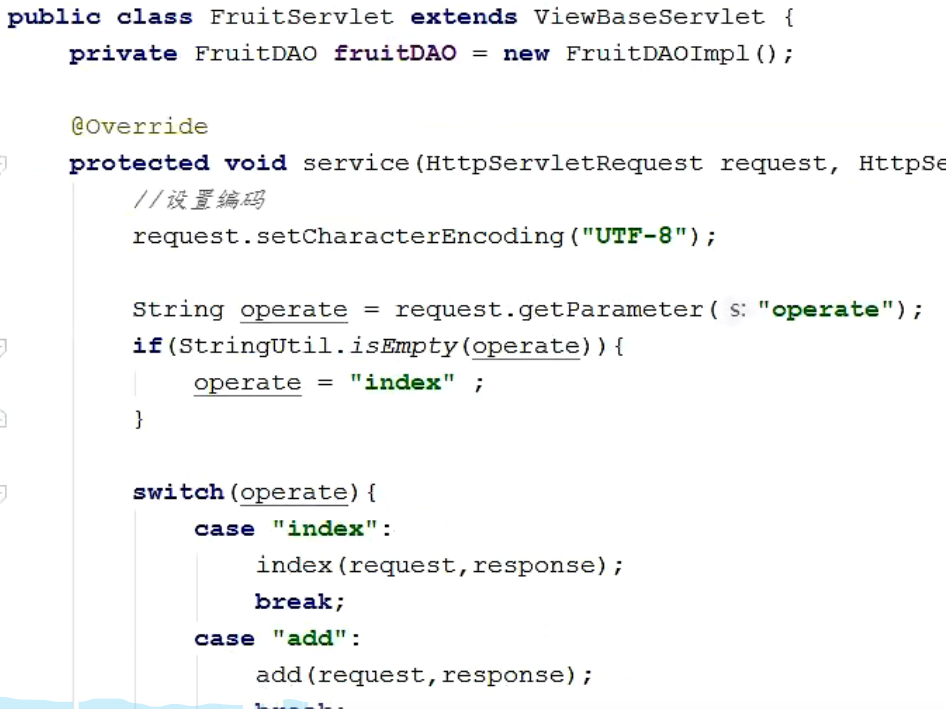 public class FruitServlet extends ViewBaseServlet {
    private FruitDAO fruitDAO = new FruitDAOImpl();
    @Override
    protected void service(HttpServletRequest request, HttpSe
        //设置编码
        request.setCharacterEncoding("UTF-8");
        String operate = request.getParameter( s: "operate");
        if(StringUtil.isEmpty(operate)){
            operate = "index" ;
        }
        switch(operate){
            case "index":
                index(request,response);
                break;
            case "add":
                add(request,response);
                break;